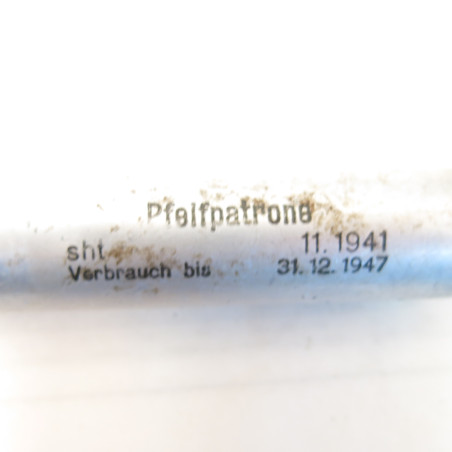 Pfeifpatrone
sht 11.1941
Verbrauch bis 31.12.1947